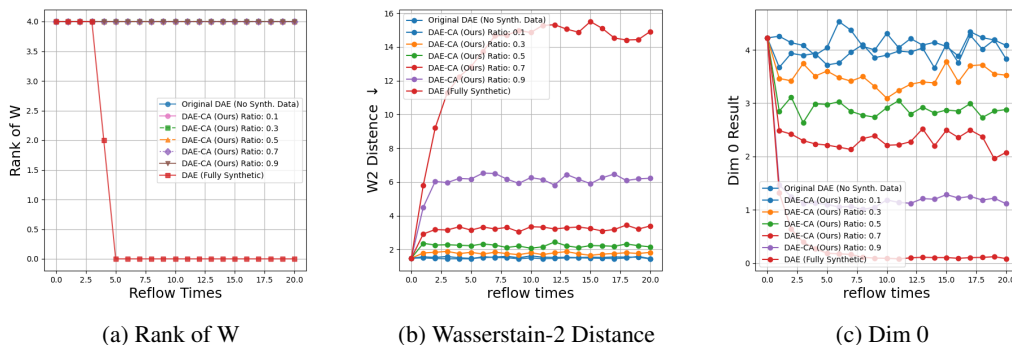 Rank of W
4.0
3.5
3.0
2.5
2.0
1.5
1.0
0.5
0.0
Original DAE (No Synth. Data)
DAE-CA (Ours) Ratio: 0.1
DAE-CA (Ours) Ratio: 0.3
DAE-CA (Ours) Ratio: 0.5
DAE-CA (Ours) Ratio: 0.7
DAE-CA (Ours) Ratio: 0.9
DAE (Fully Synthetic)
0.0 2.5 5.0 7.5 10.0 12.5 15.0 17.5 20.0
Reflow Times
(a) Rank of W
W2 Distence ↓
16
14
12
10
8
6
4
2
Original DAE (No Synth. Data)
DAE-CA (Ours) Ratio: 0.1
DAE-CA (Ours) Ratio: 0.3
DAE-CA (Ours) Ratio: 0.5
DAE-CA (Ours) Ratio: 0.7
DAE-CA (Ours) Ratio: 0.9
DAE (Fully Synthetic)
0.0 2.5 5.0 7.5 10.0 12.5 15.0 17.5 20.0
reflow times
(b) Wasserstain-2 Distance
Dim 0 Result
4
3
2
1
0
Original DAE (No Synth. Data)
DAE-CA (Ours) Ratio: 0.1
DAE-CA (Ours) Ratio: 0.3
DAE-CA (Ours) Ratio: 0.5
DAE-CA (Ours) Ratio: 0.7
DAE-CA (Ours) Ratio: 0.9
DAE (Fully Synthetic)
0.0 2.5 5.0 7.5 10.0 12.5 15.0 17.5 20.0
reflow times
(c) Dim 0